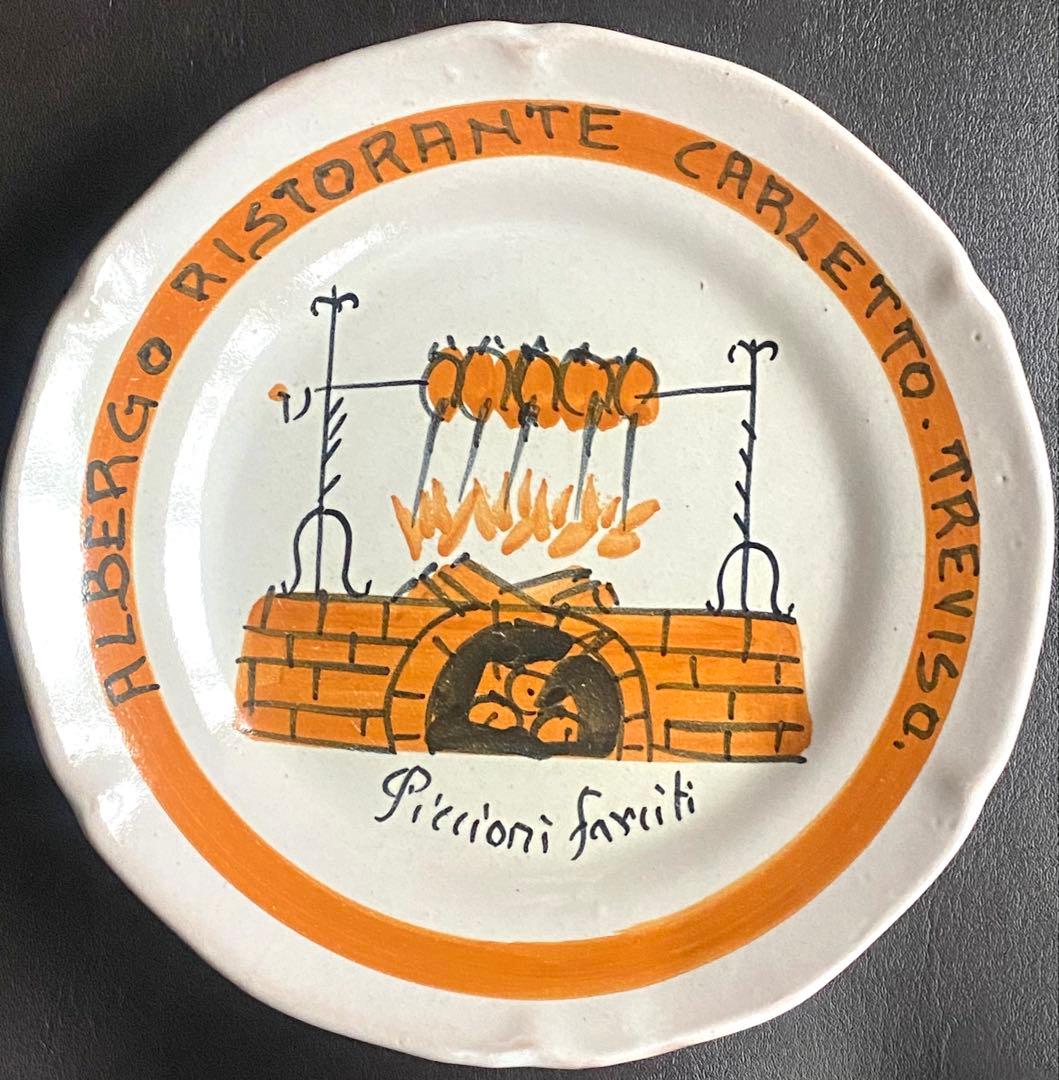 ALBERGO RISTORANTE CARLETTO. TREVISO.
Piccioni farciti